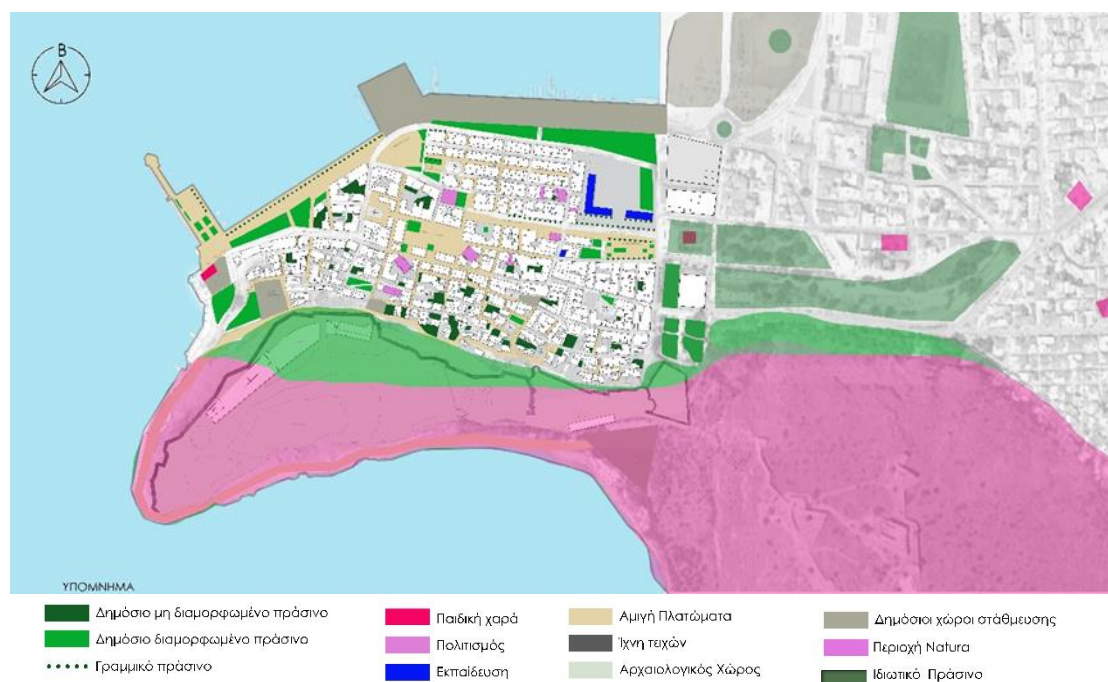 Β
ΥΠΟΜΝΗΜΑ
Δημόσιο μη διαμορφωμένο πράσινο
Δημόσιο διαμορφωμένο πράσινο
Γραμμικό πράσινο
Παιδική χαρά
Πολιτισμός
Εκπαίδευση
Αμιγή Πλατώματα
Ίχνη τειχών
Αρχαιολογικός Χώρος
Δημόσιοι χώροι στάθμευσης
Περιοχή Natura
Ιδιωτικό Πράσινο